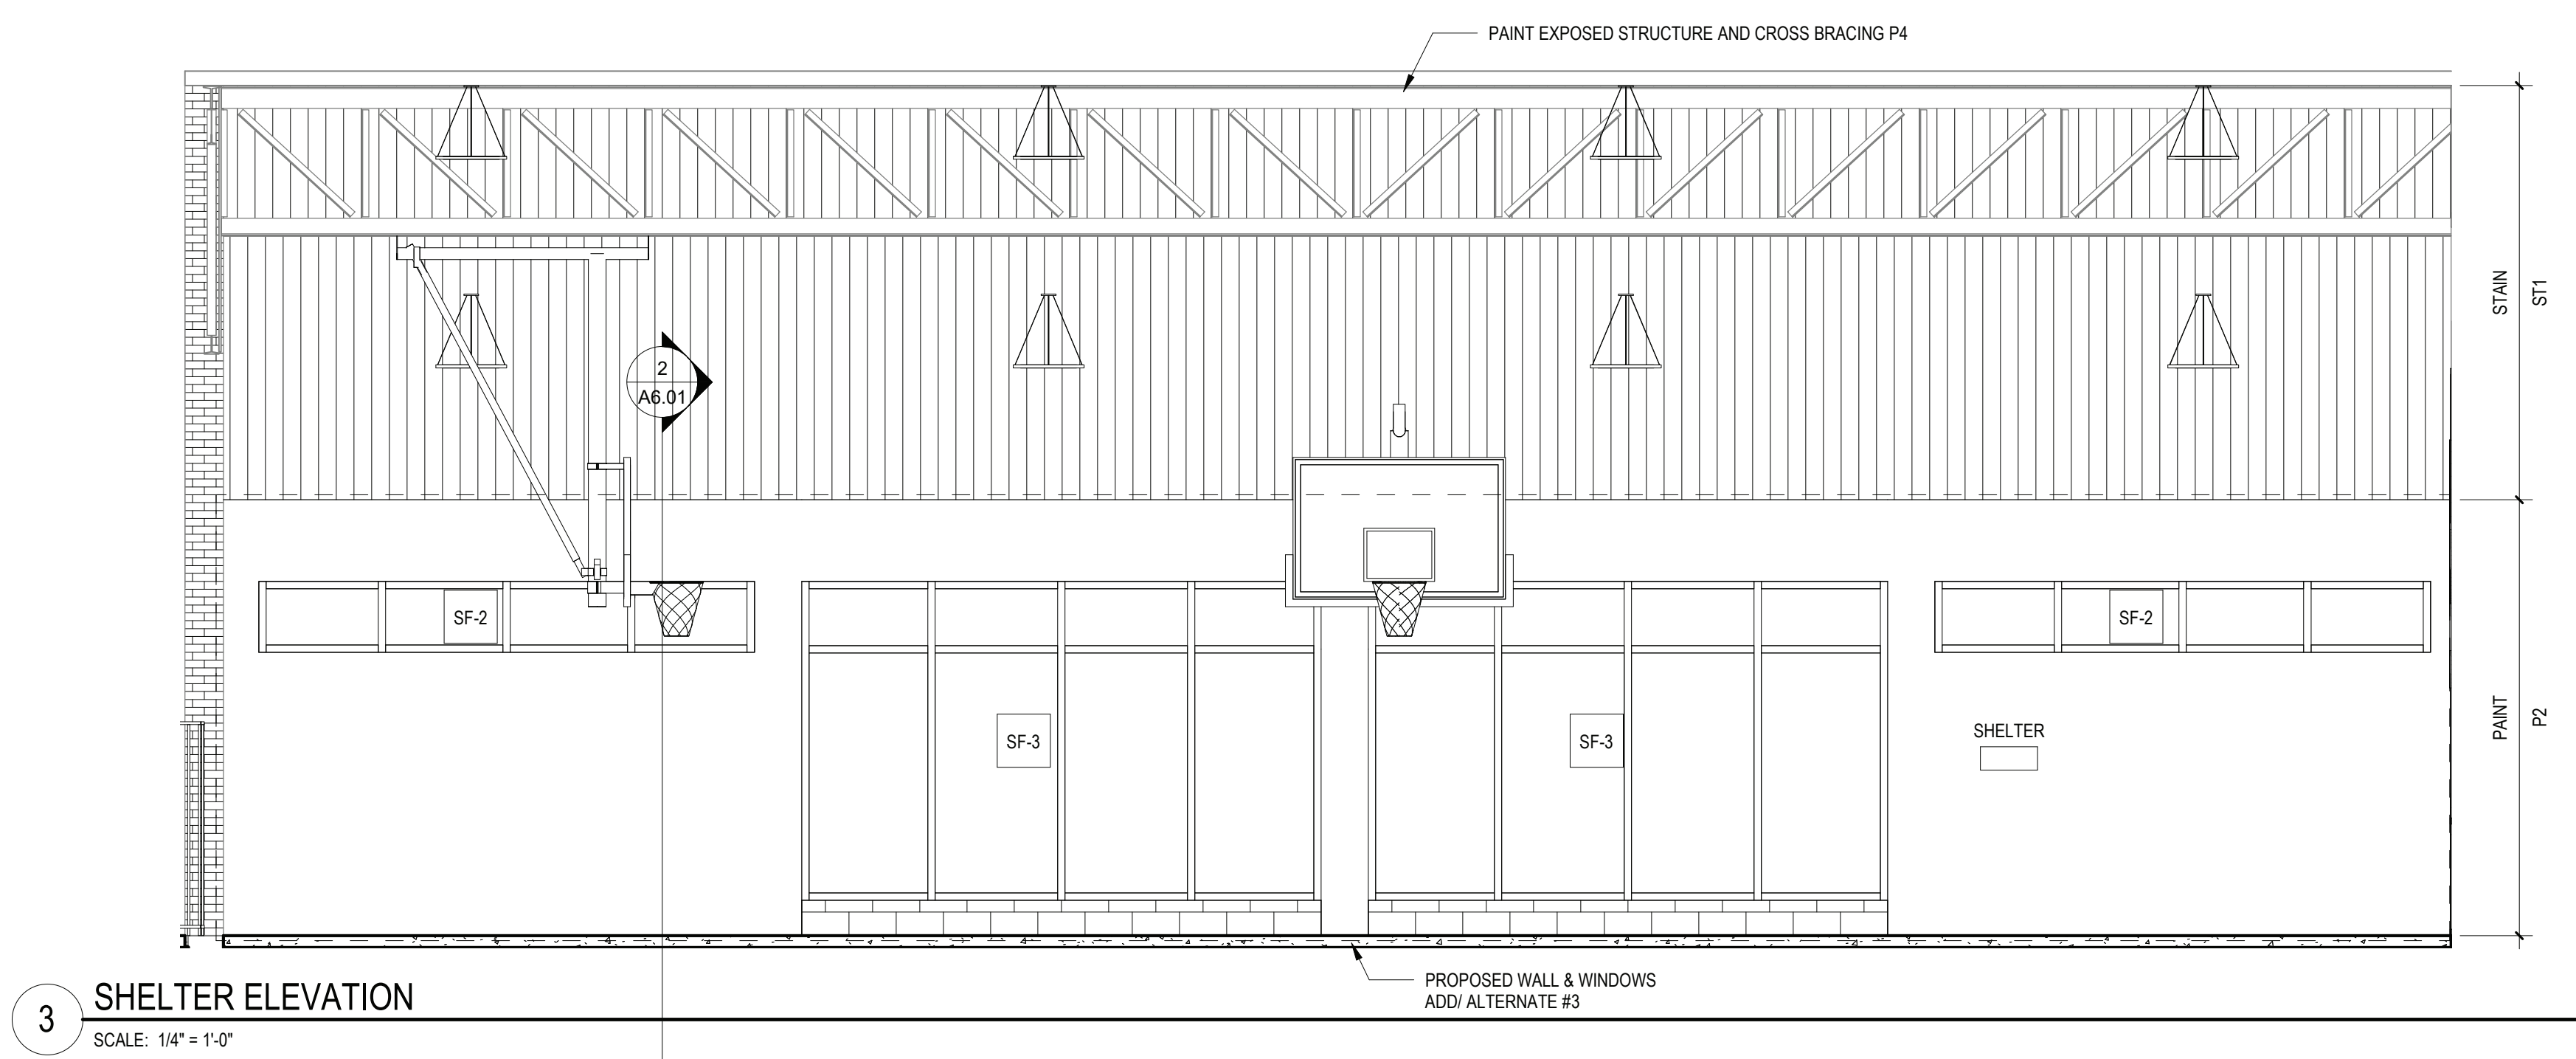 PAINT EXPOSED STRUCTURE AND CROSS BRACING P4
STAIN
ST1
2
A6.01
SF-2
SF-2
SF-3
SF-3
SHELTER
PAINT
P2
PROPOSED WALL & WINDOWS
ADD/ ALTERNATE #3
3
SHELTER ELEVATION
SCALE: 1/4" = 1'-0"